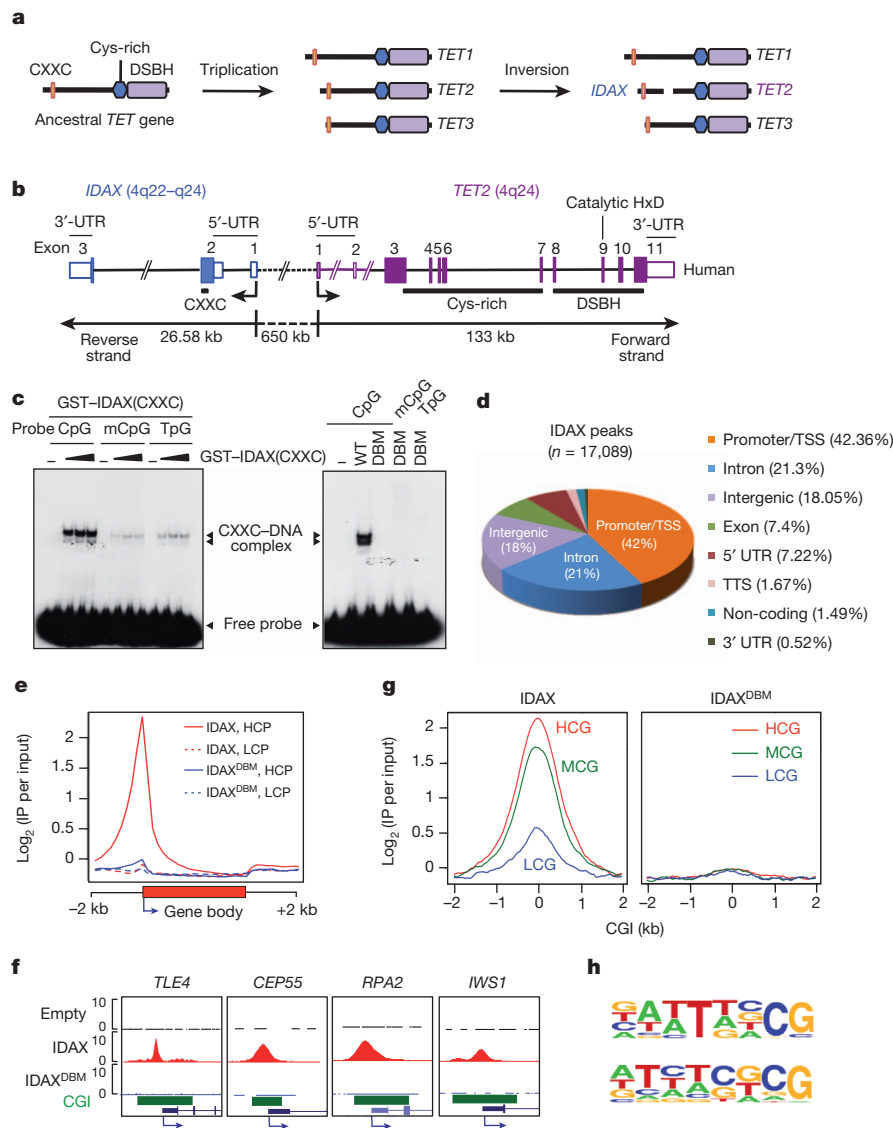 a
CXXC
Cys-rich
DSBH
Ancestral TET gene
Triplication
TET1
TET2
TET3
Inversion
TET1
IDAX
TET2
TET3
b
IDAX (4q22–q24)
TET2 (4q24)
Catalytic HxD
3′-UTR
5′-UTR
5′-UTR
3′-UTR
Exon 3 2 1 1 2 3 4 5 6 7 8 9 10 11
Human
CXXC
Cys-rich
DSBH
Reverse strand
26.58 kb
650 kb
133 kb
Forward strand
c
GST–IDAX(CXXC)
Probe CpG mCpG TpG
– – –
GST–IDAX(CXXC)
CpG mCpG TpG
– WT DBM DBM DBM
CXXC–DNA complex
Free probe
d
IDAX peaks
(n = 17,089)
Promoter/TSS (42%)
Intron (21%)
Intergenic (18%)
Promoter/TSS (42.36%)
Intron (21.3%)
Intergenic (18.05%)
Exon (7.4%)
5′ UTR (7.22%)
TTS (1.67%)
Non-coding (1.49%)
3′ UTR (0.52%)
e
Log2 (IP per input)
2
1.5
1
0.5
0
IDAX, HCP
IDAX, LCP
IDAXDBM, HCP
IDAXDBM, LCP
–2 kb
Gene body
+2 kb
g
IDAX
IDAXDBM
Log2 (IP per input)
2
1.5
1
0.5
0
HCG
MCG
LCG
HCG
MCG
LCG
–2 –1 0 1 2
–2 –1 0 1 2
CGI (kb)
f
TLE4 CEP55 RPA2 IWS1
Empty 10 0
IDAX 10 0
IDAXDBM 10 0
CGI
h